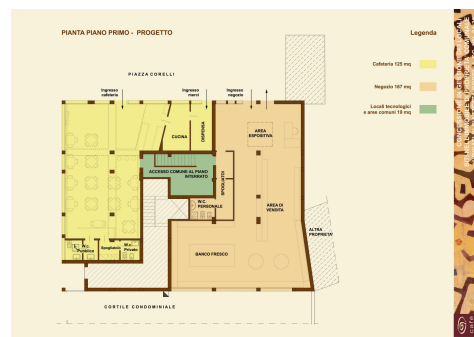 PIANTA PIANO PRIMO - PROGETTO
Legenda
PIAZZA CORELLI
Cafeteria 125 mq
Ingresso
cafeteria
Ingresso
merci
Ingresso
negozio
Negozio 167 mq
Locali tecnologici
e aree comuni 19 mq
CUCINA
DISPENSA
AREA
ESPOSITIVA
ACCESSO COMUNE AL PIANO
INTERRATO
SPOGLIATOI
W.C.
PERSONALE
AREA DI
VENDITA
ALTRA
PROPRIETA'
W.c.
Pubblico
Spogliatoio
W.c.
Privato
BANCO FRESCO
CORTILE CONDOMINIALE